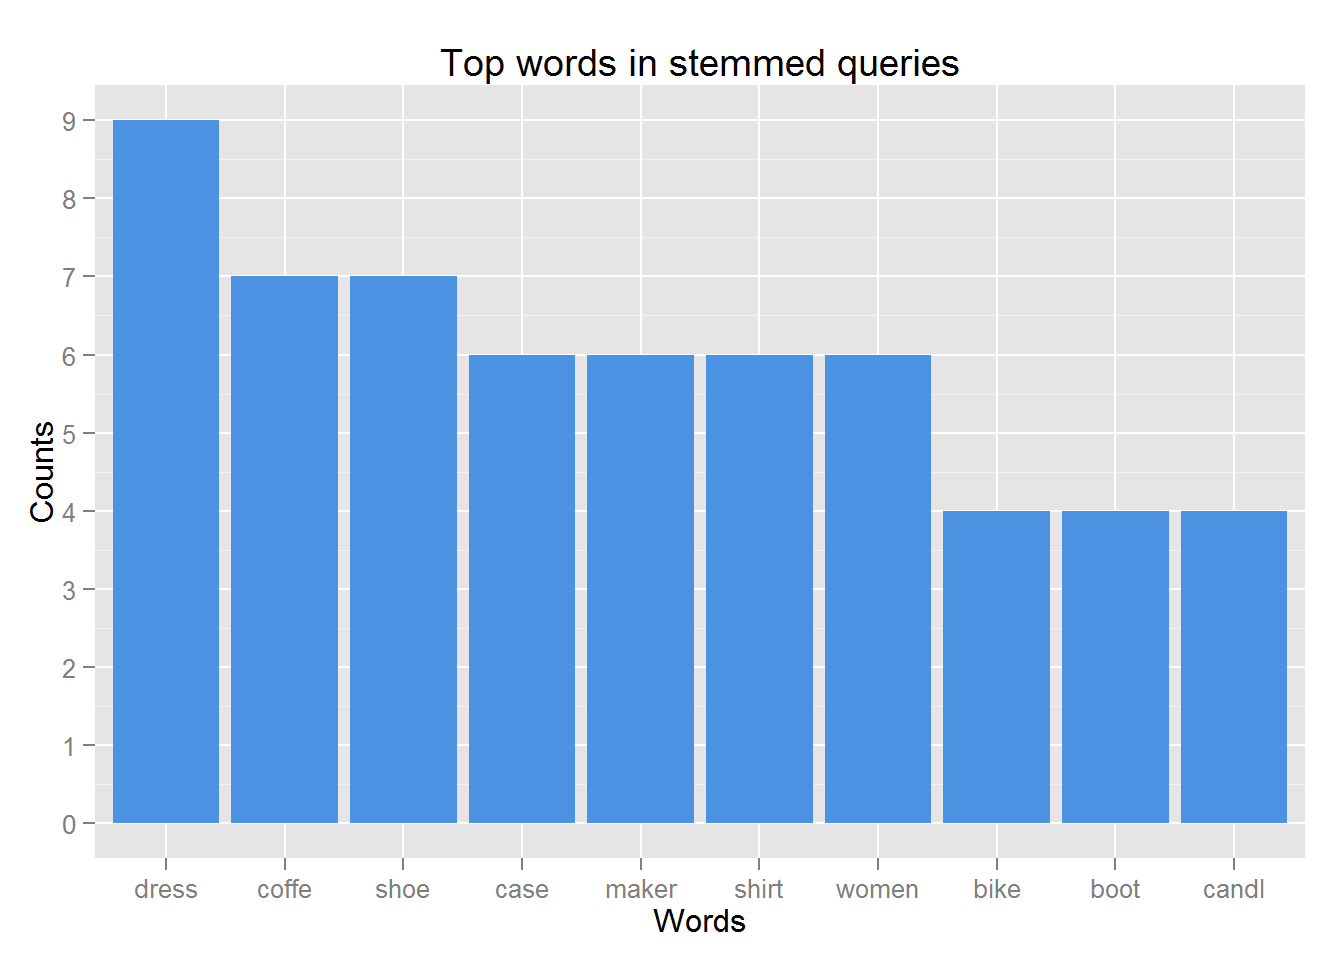 Top words in stemmed queries
9
8
7
6
5
4
3
2
1
0
Counts
dress coffe shoe case maker shirt women bike boot candl
Words